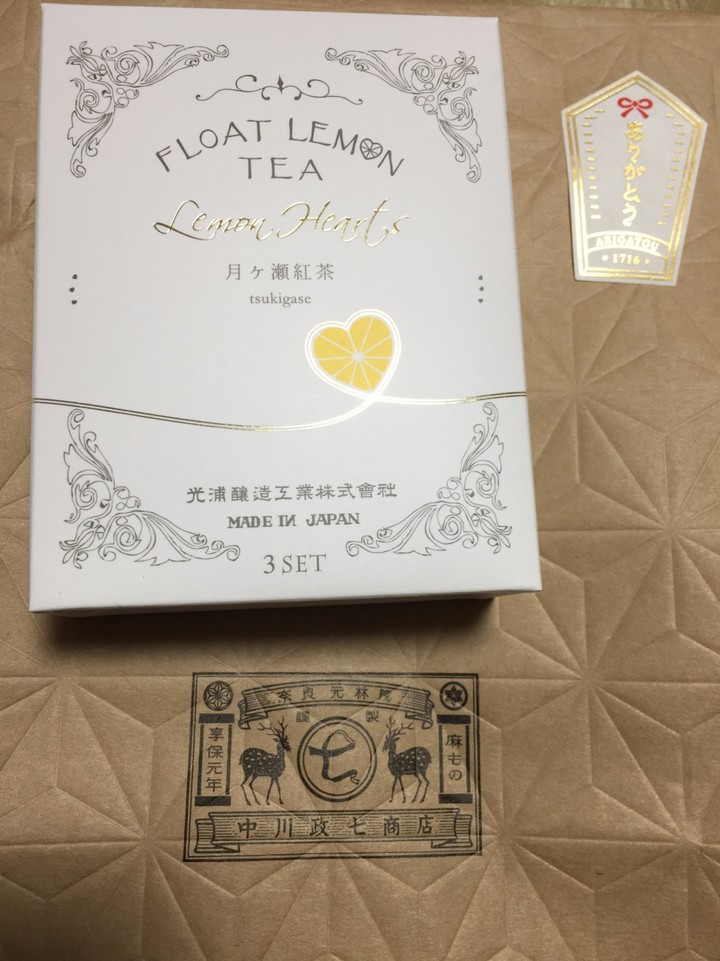 FLOAT LEMON
TEA
Lemon Hearts
月ヶ瀬紅茶
tsukigase
光浦醸造工業株式會社
MADE IN JAPAN
3 SET
ありがとう
ARIGATOU
1716
奈良元林院
謹製
享保元年
七
麻もの
中川政七商店